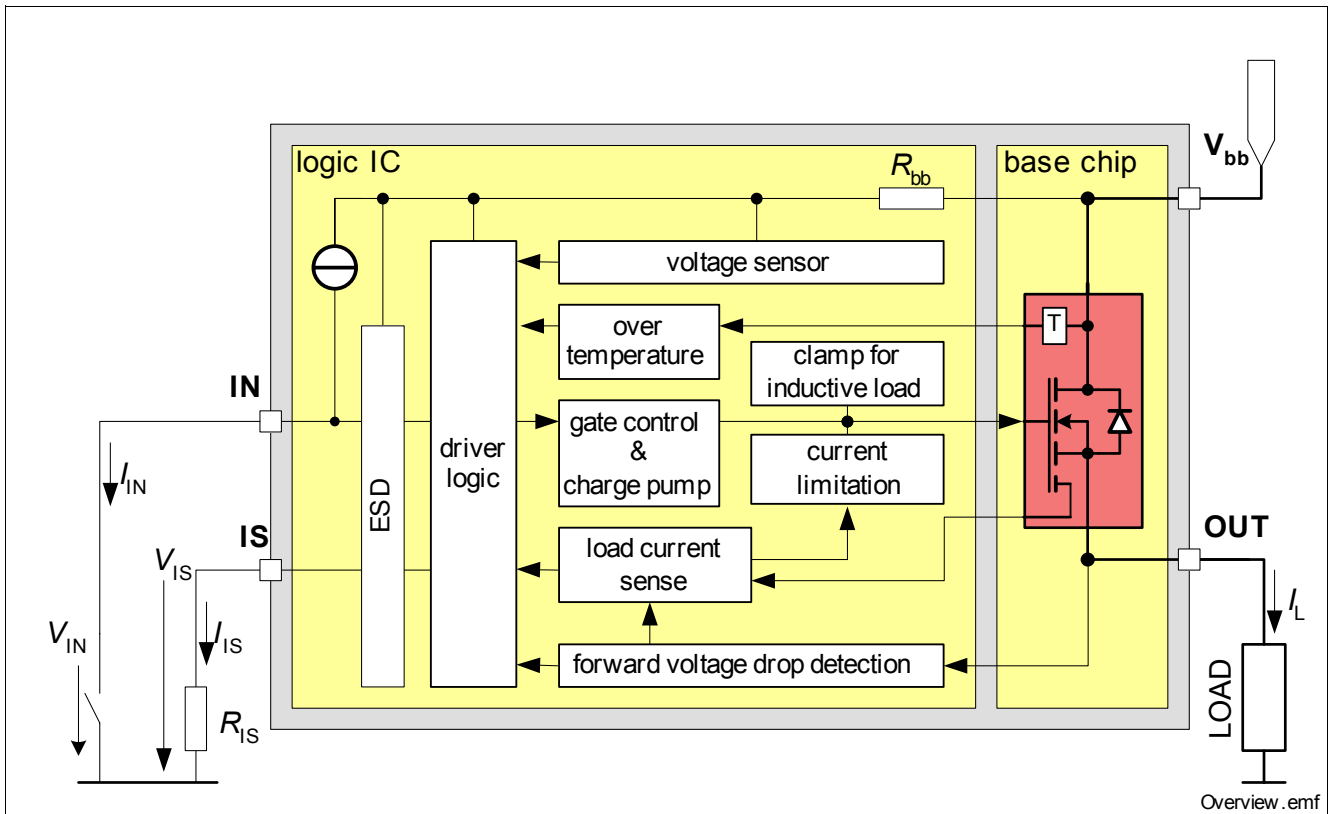 logic IC
base chip
V bb
R bb
voltage sensor
T
over
temperature
clamp for
inductive load
IN
gate control
&
charge pump
driver
logic
current
limitation
I IN
ESD
IS
OUT
load current
sense
V IS
I L
V IN
I IS
forward voltage drop detection
R IS
LOAD
Overview.emf